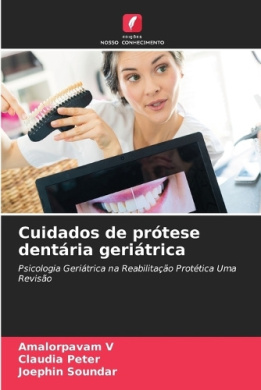 edições
NOSSO CONHECIMENTO
Cuidados de prótese
dentária geriátrica
Psicologia Geriátrica na Reabilitação Protética Uma
Revisão
Amalorpavam V
Claudia Peter
Joephin Soundar